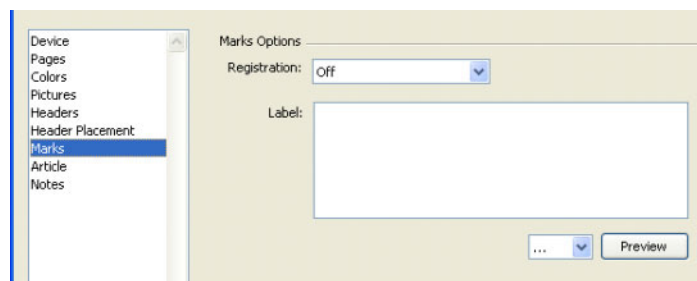 Device
Pages
Colors
Pictures
Headers
Header Placement
Marks
Article
Notes
Marks Options
Registration: Off
Label:
... Preview